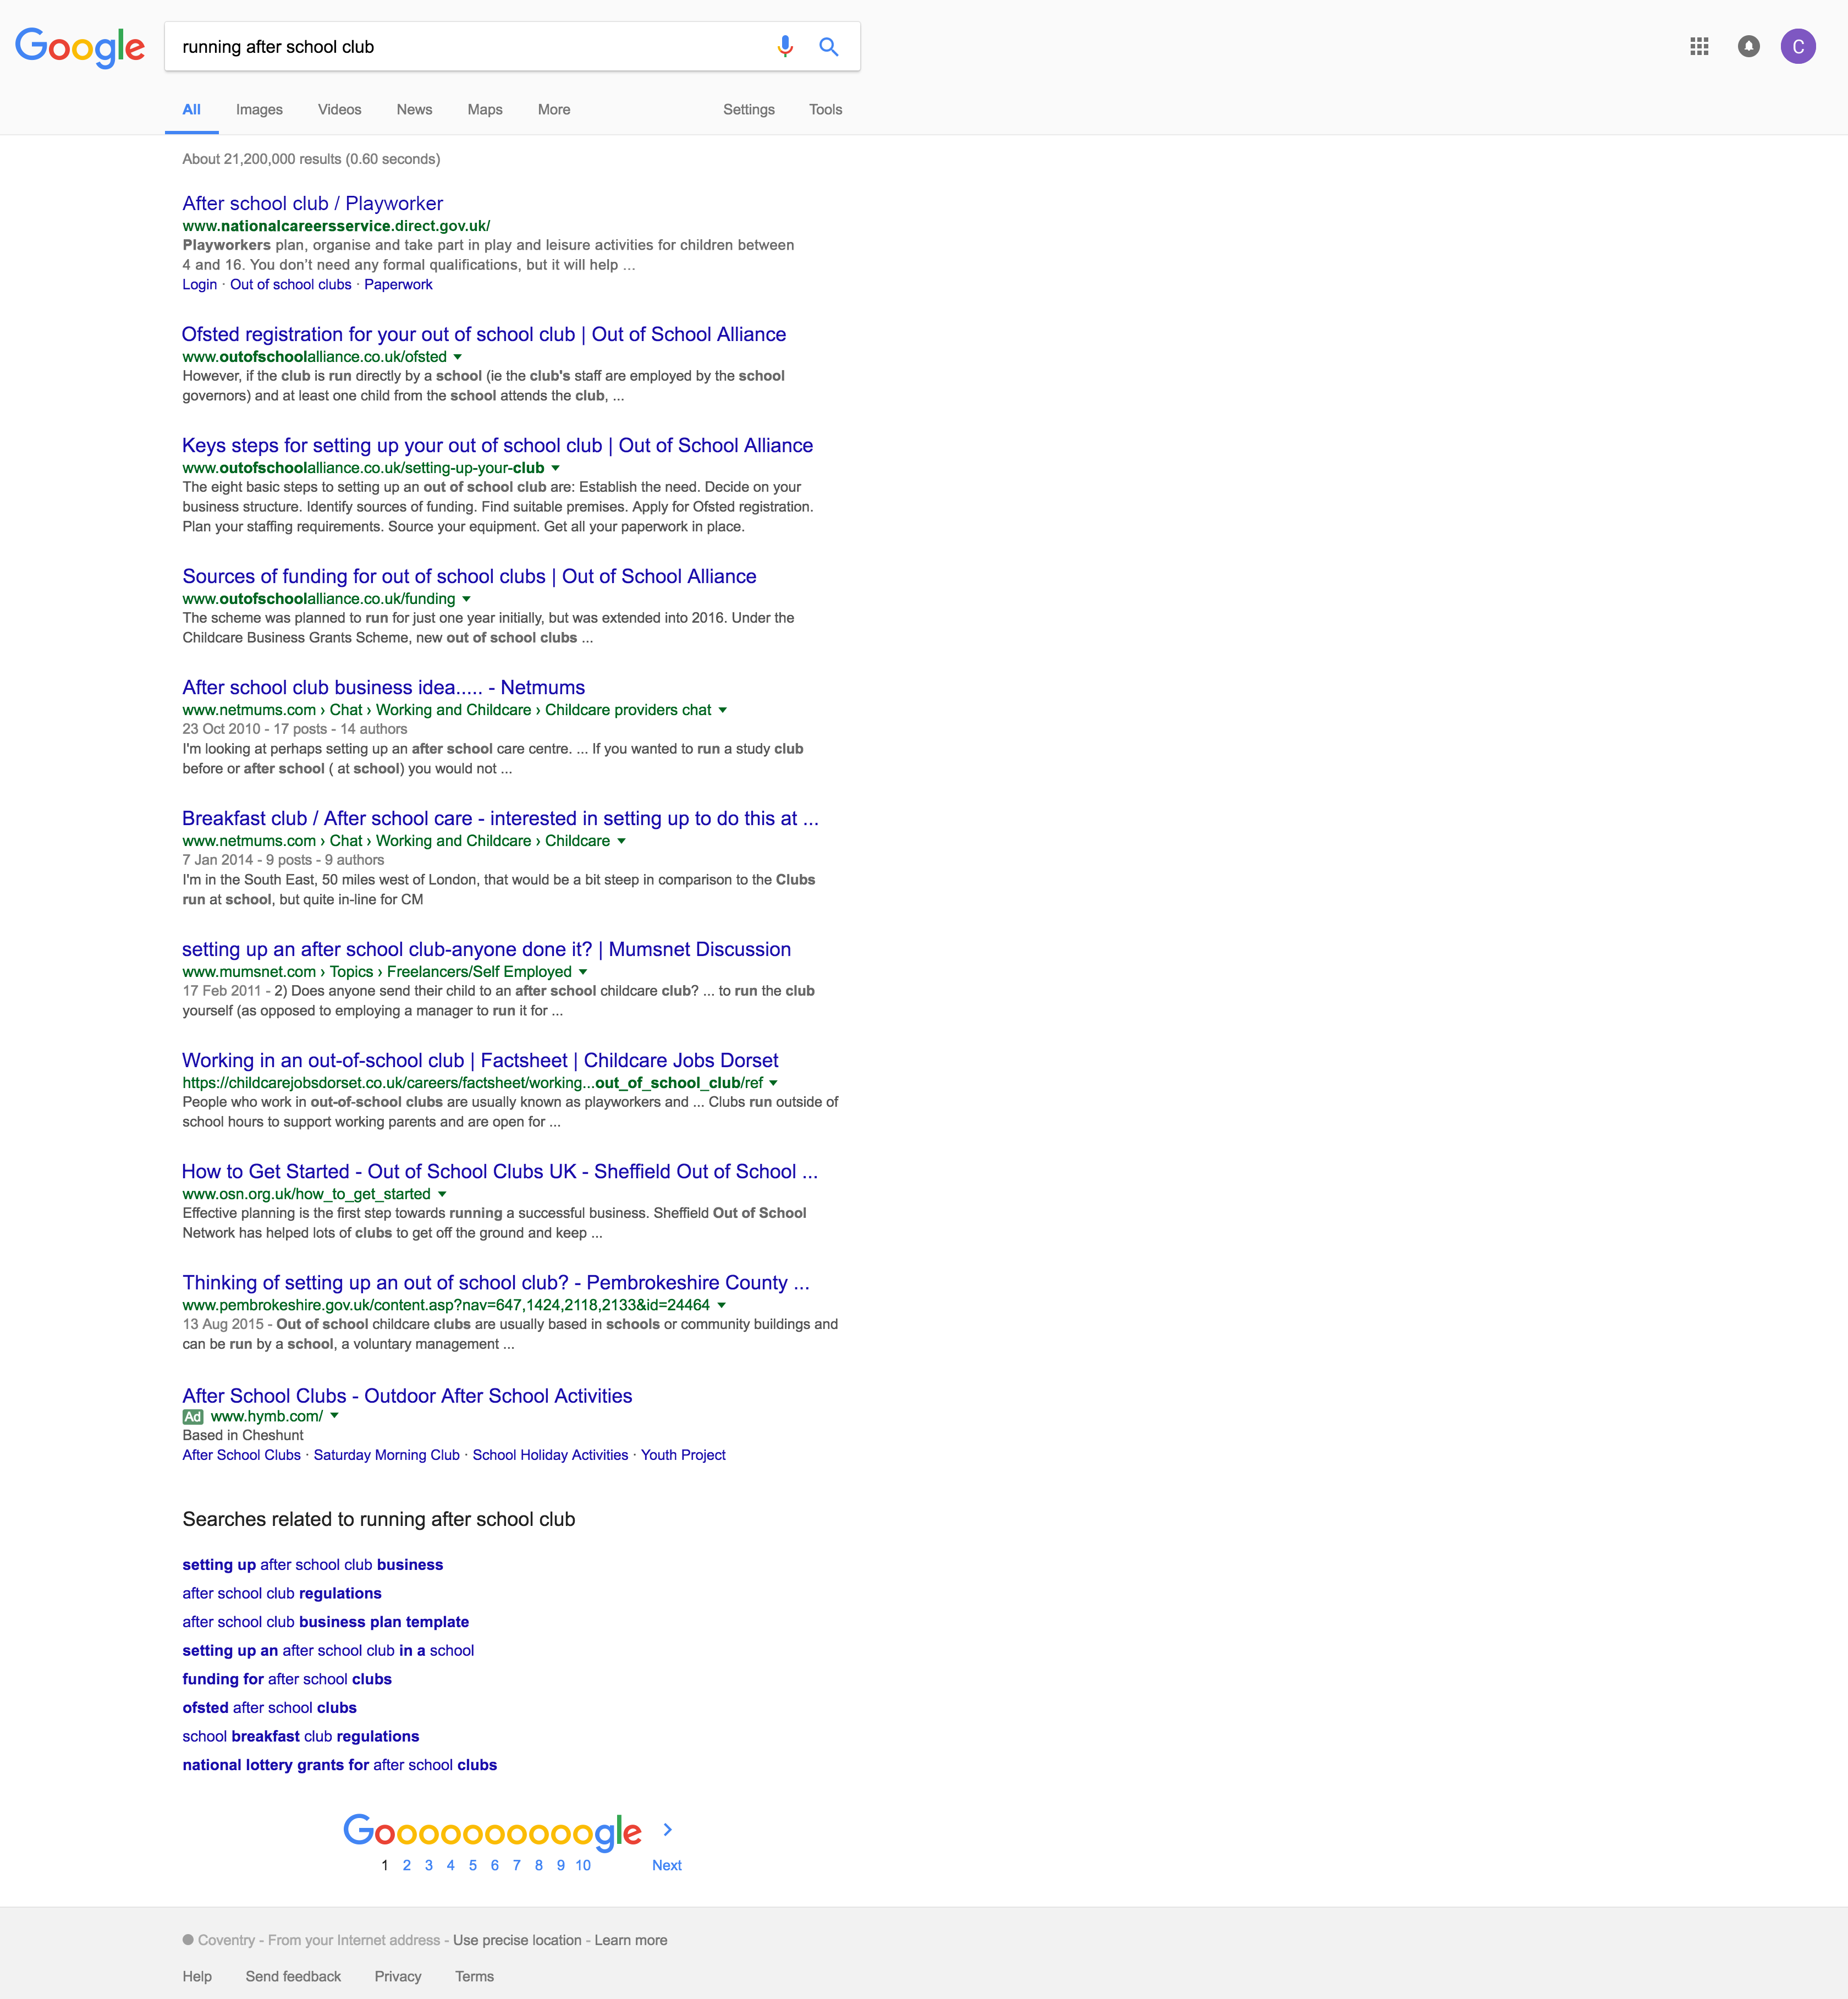 Google
running after school club
C
All Images Videos News Maps More Settings Tools
About 21,200,000 results (0.60 seconds)
After school club / Playworker
www.nationalcareersservice.direct.gov.uk/
Playworkers plan, organise and take part in play and leisure activities for children between
4 and 16. You don't need any formal qualifications, but it will help ...
Login · Out of school clubs · Paperwork
Ofsted registration for your out of school club | Out of School Alliance
www.outofschoolalliance.co.uk/ofsted
However, if the club is run directly by a school (ie the club's staff are employed by the school
governors) and at least one child from the school attends the club, ...
Keys steps for setting up your out of school club | Out of School Alliance
www.outofschoolalliance.co.uk/setting-up-your-club
The eight basic steps to setting up an out of school club are: Establish the need. Decide on your
business structure. Identify sources of funding. Find suitable premises. Apply for Ofsted registration.
Plan your staffing requirements. Source your equipment. Get all your paperwork in place.
Sources of funding for out of school clubs | Out of School Alliance
www.outofschoolalliance.co.uk/funding
The scheme was planned to run for just one year initially, but was extended into 2016. Under the
Childcare Business Grants Scheme, new out of school clubs ...
After school club business idea..... - Netmums
www.netmums.com › Chat › Working and Childcare › Childcare providers chat
23 Oct 2010 - 17 posts - 14 authors
I'm looking at perhaps setting up an after school care centre. ... If you wanted to run a study club
before or after school ( at school) you would not ...
Breakfast club / After school care - interested in setting up to do this at ...
www.netmums.com › Chat › Working and Childcare › Childcare
7 Jan 2014 - 9 posts - 9 authors
I'm in the South East, 50 miles west of London, that would be a bit steep in comparison to the Clubs
run at school, but quite in-line for CM
setting up an after school club-anyone done it? | Mumsnet Discussion
www.mumsnet.com › Topics › Freelancers/Self Employed
17 Feb 2011 - 2) Does anyone send their child to an after school childcare club? ... to run the club
yourself (as opposed to employing a manager to run it for ...
Working in an out-of-school club | Factsheet | Childcare Jobs Dorset
https://childcarejobsdorset.co.uk/careers/factsheet/working...out_of_school_club/ref
People who work in out-of-school clubs are usually known as playworkers and ... Clubs run outside of
school hours to support working parents and are open for ...
How to Get Started - Out of School Clubs UK - Sheffield Out of School ...
www.osn.org.uk/how_to_get_started
Effective planning is the first step towards running a successful business. Sheffield Out of School
Network has helped lots of clubs to get off the ground and keep ...
Thinking of setting up an out of school club? - Pembrokeshire County ...
www.pembrokeshire.gov.uk/content.asp?nav=647,1424,2118,2133&id=24464
13 Aug 2015 - Out of school childcare clubs are usually based in schools or community buildings and
can be run by a school, a voluntary management ...
After School Clubs - Outdoor After School Activities
Ad www.hymb.com/
Based in Cheshunt
After School Clubs · Saturday Morning Club · School Holiday Activities · Youth Project
Searches related to running after school club
setting up after school club business
after school club regulations
after school club business plan template
setting up an after school club in a school
funding for after school clubs
ofsted after school clubs
school breakfast club regulations
national lottery grants for after school clubs
Goooooooooogle
1 2 3 4 5 6 7 8 9 10 Next
Coventry - From your Internet address - Use precise location - Learn more
Help Send feedback Privacy Terms